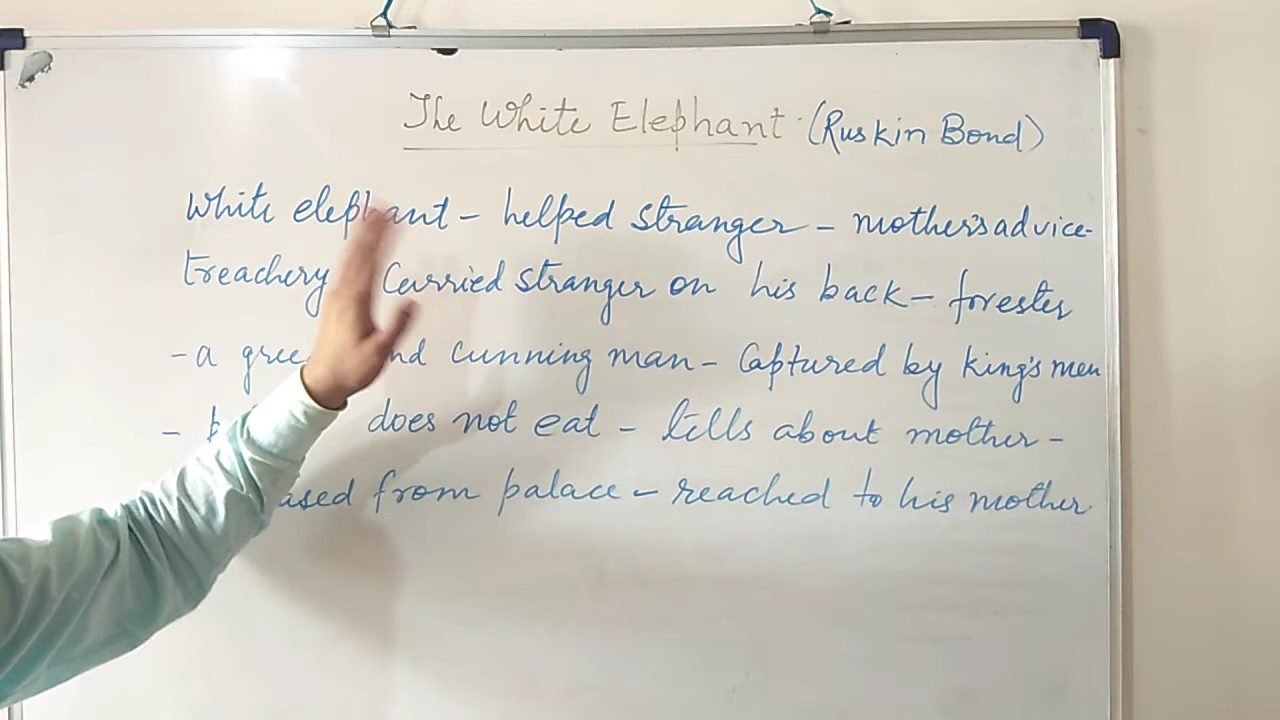 The White Elephant (Ruskin Bond)
White elephant - helped stranger - mother's advice -
treachery Carried stranger on his back - forester
- a and cunning man - Captured by King's men
- does not eat - tells about mother -
from palace - reached to his mother.